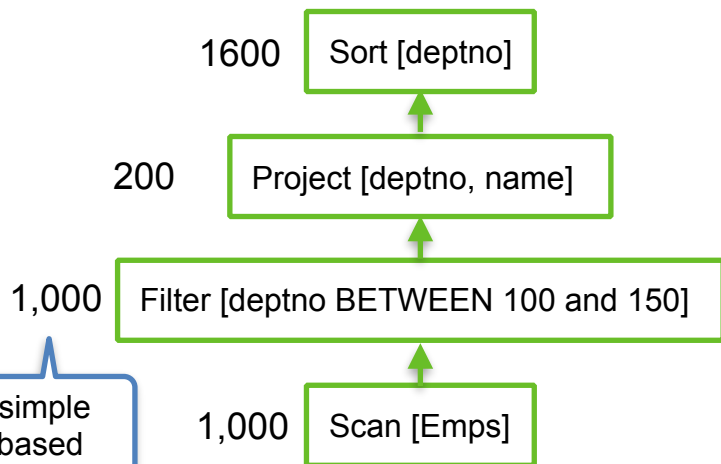 1600 Sort [deptno]
200 Project [deptno, name]
1,000 Filter [deptno BETWEEN 100 and 150]
simple
based
1,000 Scan [Emps]